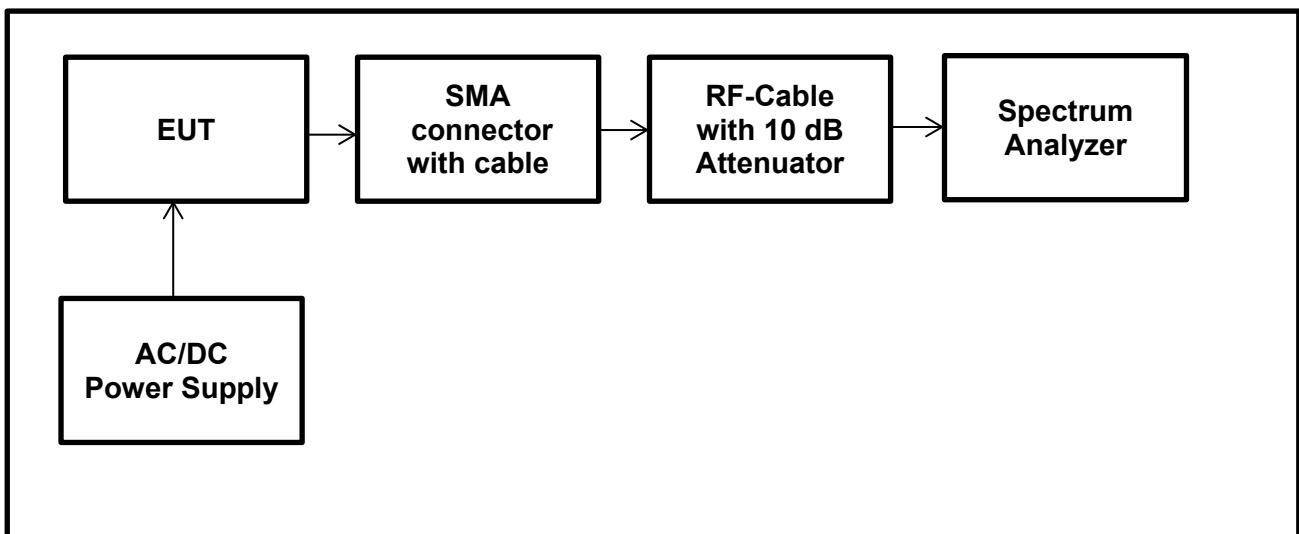 EUT
SMA
connector
with cable
RF-Cable
with 10 dB
Attenuator
Spectrum
Analyzer
AC/DC
Power Supply